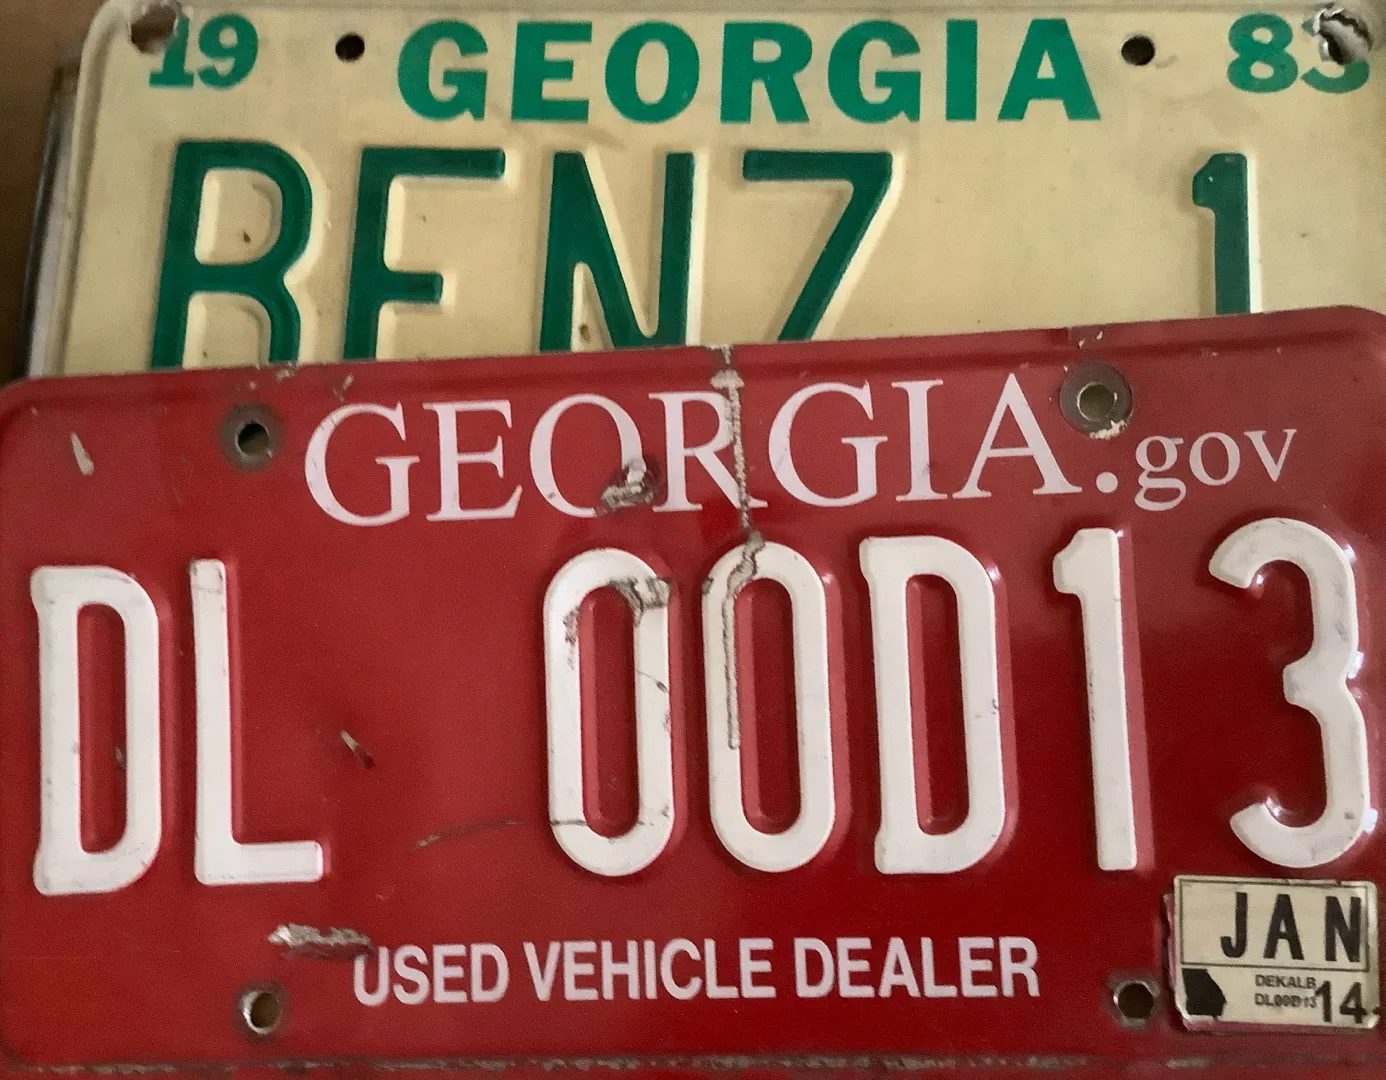 19 GEORGIA 83
BENZ 1
GEORGIA.gov
DL 00D13
USED VEHICLE DEALER
JAN
DEKALB
DL00D13
14